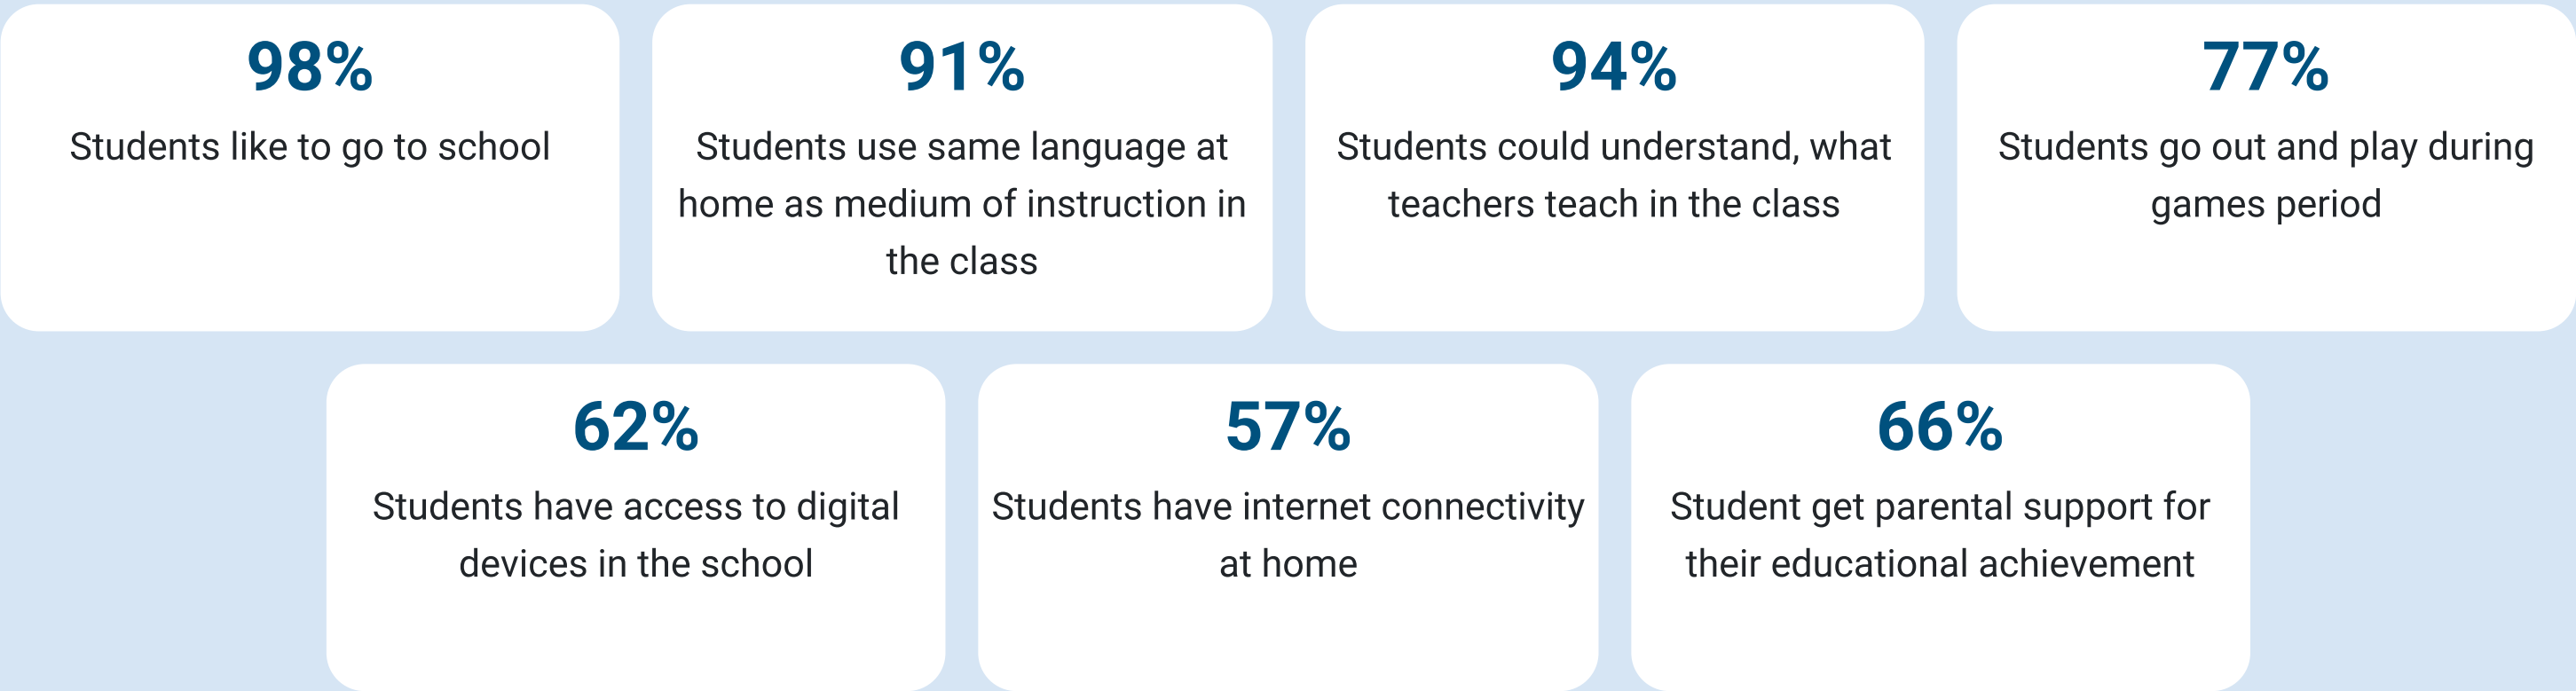 98%
Students like to go to school
91%
Students use same language at
home as medium of instruction in
the class
94%
Students could understand, what
teachers teach in the class
77%
Students go out and play during
games period
62%
Students have access to digital
devices in the school
57%
Students have internet connectivity
at home
66%
Student get parental support for
their educational achievement